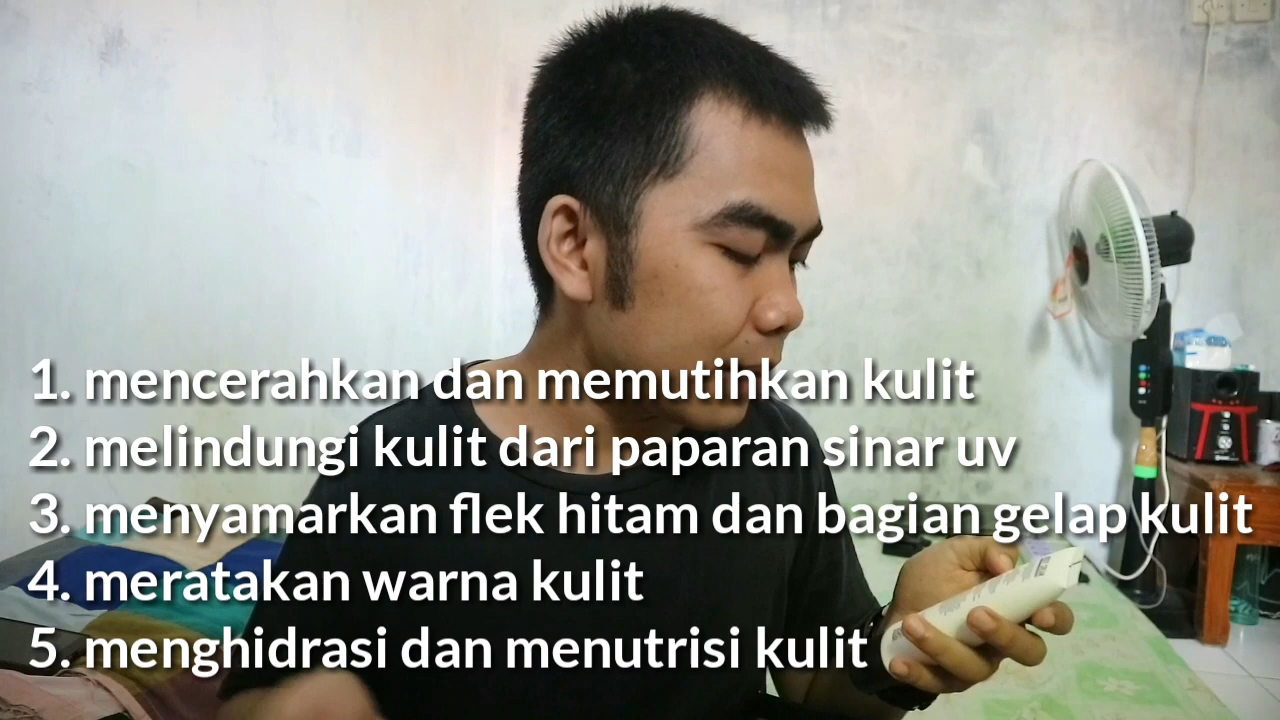 1. mencerahkan dan memutihkan kulit
2. melindungi kulit dari paparan sinar uv
3. menyamarkan flek hitam dan bagian gelap kulit
4. meratakan warna kulit
5. menghidrasi dan menutrisi kulit